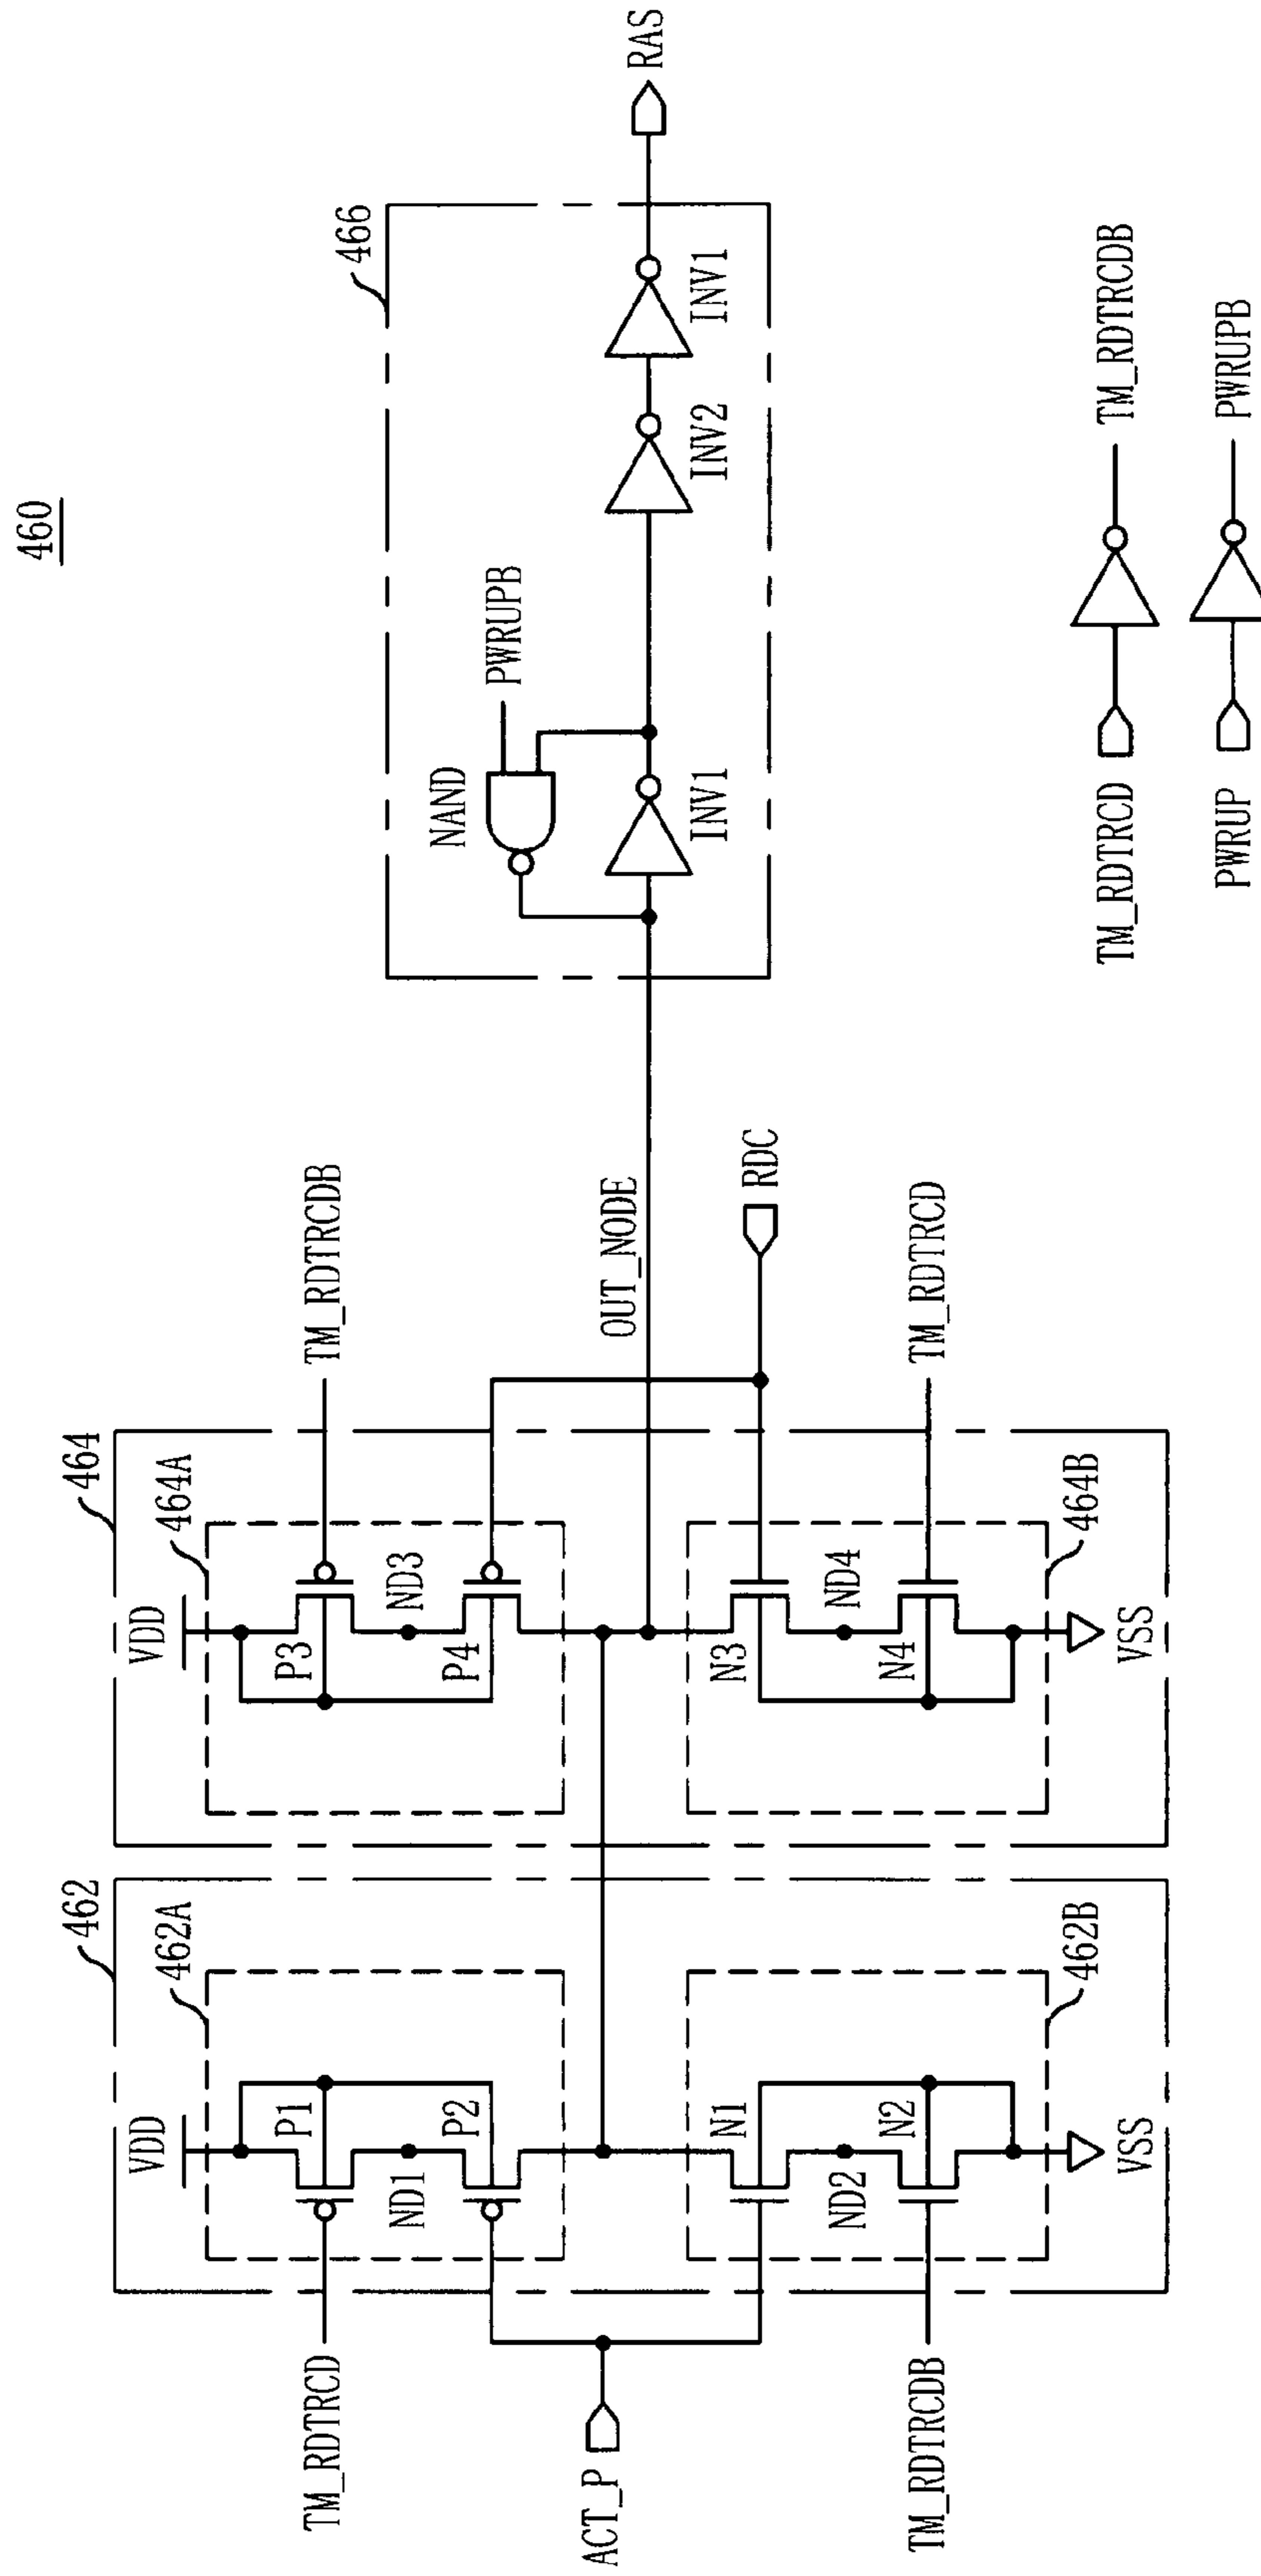 460
462
462A
VDD
P1
ND1
P2
TM_RDTRCD
ACT_P
N1
ND2
N2
TM_RDTRCDB
VSS
462B
464
464A
VDD
P3
ND3
P4
TM_RDTRCDB
OUT_NODE
RDC
N3
ND4
N4
TM_RDTRCD
VSS
464B
466
NAND
PWRUPB
INV1
INV2
INV1
RAS
TM_RDTRCD
TM_RDTRCDB
PWRUP
PWRUPB